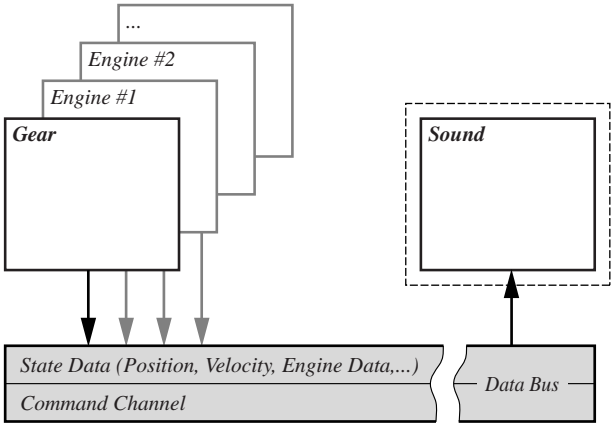 ...
Engine #2
Engine #1
Gear
Sound
State Data (Position, Velocity, Engine Data,...)
Data Bus
Command Channel